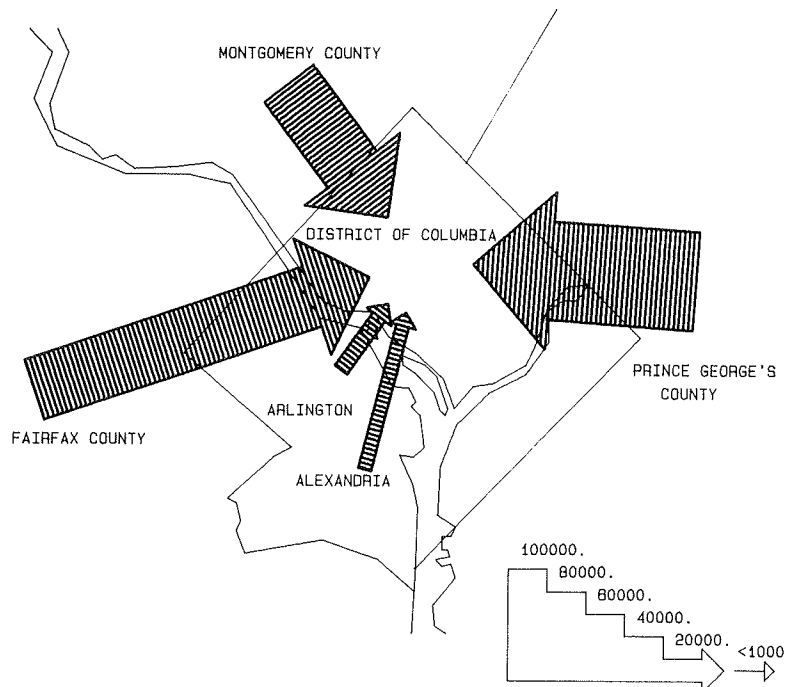 MONTGOMERY COUNTY
DISTRICT OF COLUMBIA
PRINCE GEORGE'S
COUNTY
ARLINGTON
FAIRFAX COUNTY
ALEXANDRIA
100000.
80000.
60000.
40000.
20000.
<1000